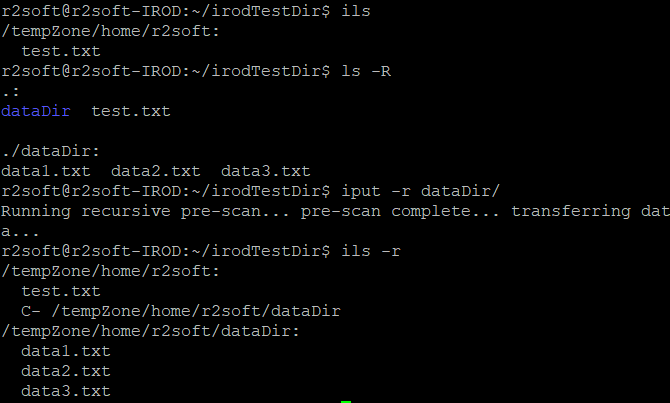 r2soft@r2soft-IROD:~/irodTestDir$ ils
/tempZone/home/r2soft:
  test.txt
r2soft@r2soft-IROD:~/irodTestDir$ ls -R
.:
dataDir  test.txt

./dataDir:
data1.txt  data2.txt  data3.txt
r2soft@r2soft-IROD:~/irodTestDir$ iput -r dataDir/
Running recursive pre-scan... pre-scan complete... transferring dat
a...
r2soft@r2soft-IROD:~/irodTestDir$ ils -r
/tempZone/home/r2soft:
  test.txt
  C- /tempZone/home/r2soft/dataDir
/tempZone/home/r2soft/dataDir:
  data1.txt
  data2.txt
  data3.txt